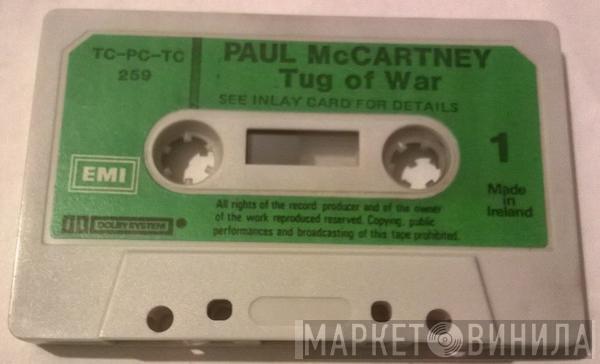 TC-PC-TC
259
PAUL McCARTNEY
Tug of War
SEE INLAY CARD FOR DETAILS
EMI
1
Made
in
Ireland
DOLBY SYSTEM
All rights of the record producer and of the owner
of the work reproduced reserved. Copying, public
performances and broadcasting of this tape prohibited.
МАРКЕТ ВИНИЛА